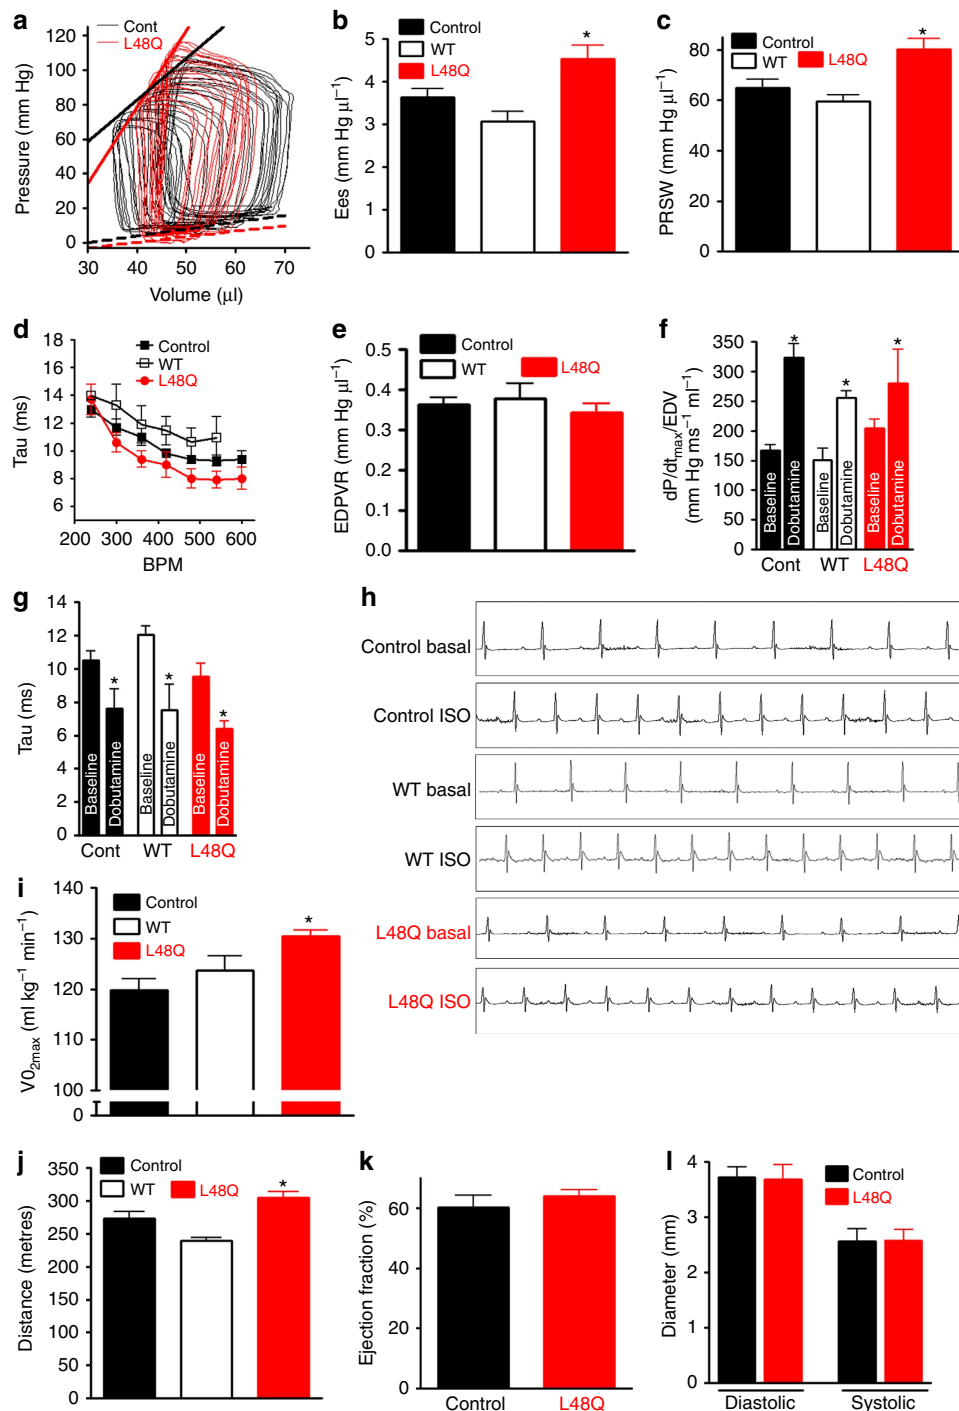 a
Cont
L48Q
120
100
80
60
40
20
0
Pressure (mm Hg)
30 40 50 60 70
Volume (μl)
b
Control
WT
L48Q
*
5
4
3
2
1
0
Ees (mm Hg μl⁻¹)
c
Control
WT L48Q
*
80
60
40
20
0
PRSW (mm Hg μl⁻¹)
d
Control
WT
L48Q
18
16
14
12
10
8
6
Tau (ms)
200 300 400 500 600
BPM
e
Control
WT L48Q
0.5
0.4
0.3
0.2
0.1
0.0
EDPVR (mm Hg μl⁻¹)
f
350
300
250
200
150
100
50
0
dP/dtmax/EDV
(mm Hg ms⁻¹ ml⁻¹)
* * *
Baseline Dobutamine Baseline Dobutamine Baseline Dobutamine
Cont WT L48Q
g
14
12
10
8
6
4
2
0
Tau (ms)
* * *
Baseline Dobutamine Baseline Dobutamine Baseline Dobutamine
Cont WT L48Q
h
Control basal
Control ISO
WT basal
WT ISO
L48Q basal
L48Q ISO
i
Control
WT
L48Q
*
140
130
120
110
100
0
V0₂max (ml kg⁻¹ min⁻¹)
j
Control
WT L48Q
*
350
300
250
200
150
100
50
0
Distance (metres)
k
60
40
20
0
Ejection fraction (%)
Control L48Q
l
Control
L48Q
4
3
2
1
0
Diameter (mm)
Diastolic Systolic